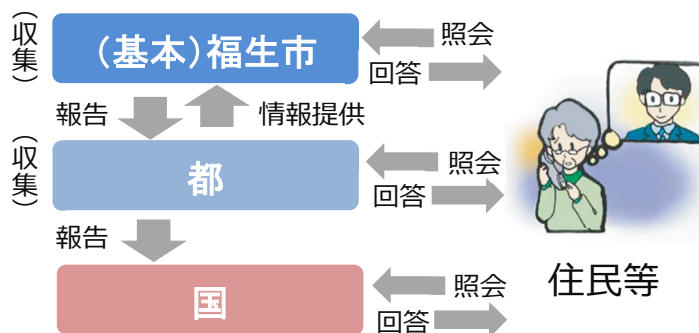 （収集）
（基本）福生市
照会
回答
報告
情報提供
（収集）
都
照会
回答
報告
国
照会
回答
住民等